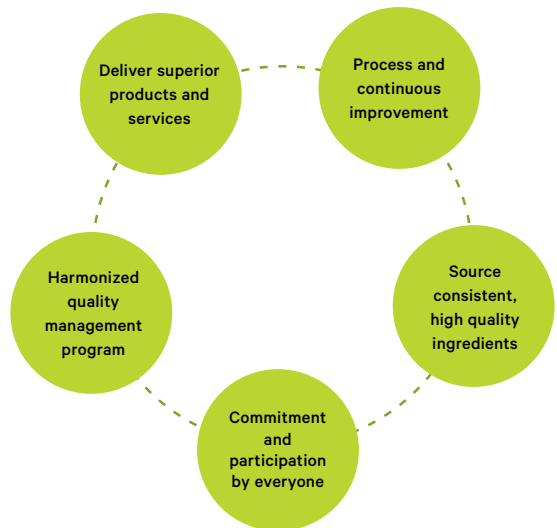 Deliver superior
products and
services
Process and
continuous
improvement
Source
consistent,
high quality
ingredients
Commitment
and
participation
by everyone
Harmonized
quality
management
program